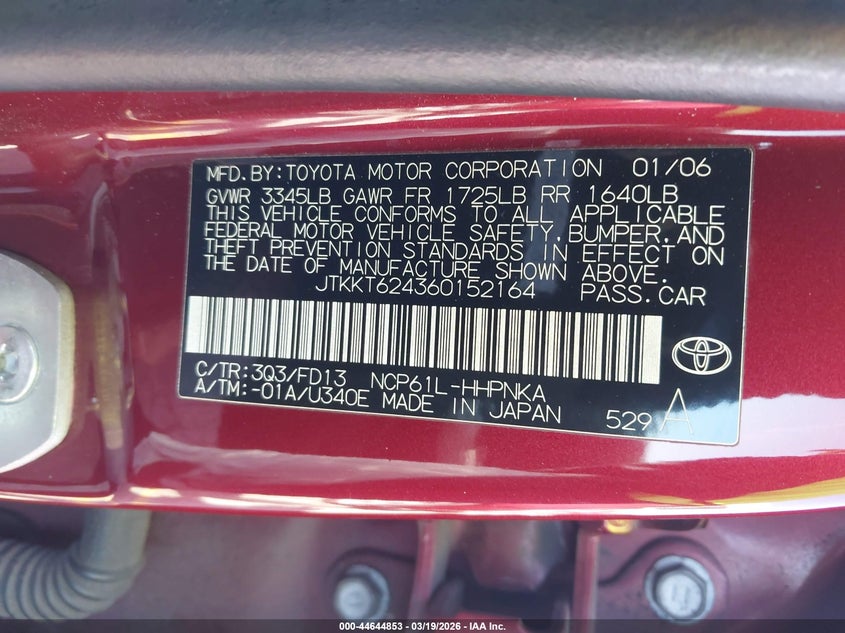 MFD.BY:TOYOTA MOTOR CORPORATION 01/06
GVWR 3345LB GAWR FR 1725LB RR 1640LB
THIS VEHICLE CONFORMS TO ALL APPLICABLE
FEDERAL MOTOR VEHICLE SAFETY,BUMPER,AND
THEFT PREVENTION STANDARDS IN EFFECT ON
THE DATE OF MANUFACTURE SHOWN ABOVE.
JTKKT624360152164 PASS.CAR
C/TR:3Q3/FD13 NCP61L-HHPNKA
A/TM:-01A/U340E MADE IN JAPAN
529 A
000-44644853 | 03/19/2026 | IAA Inc.